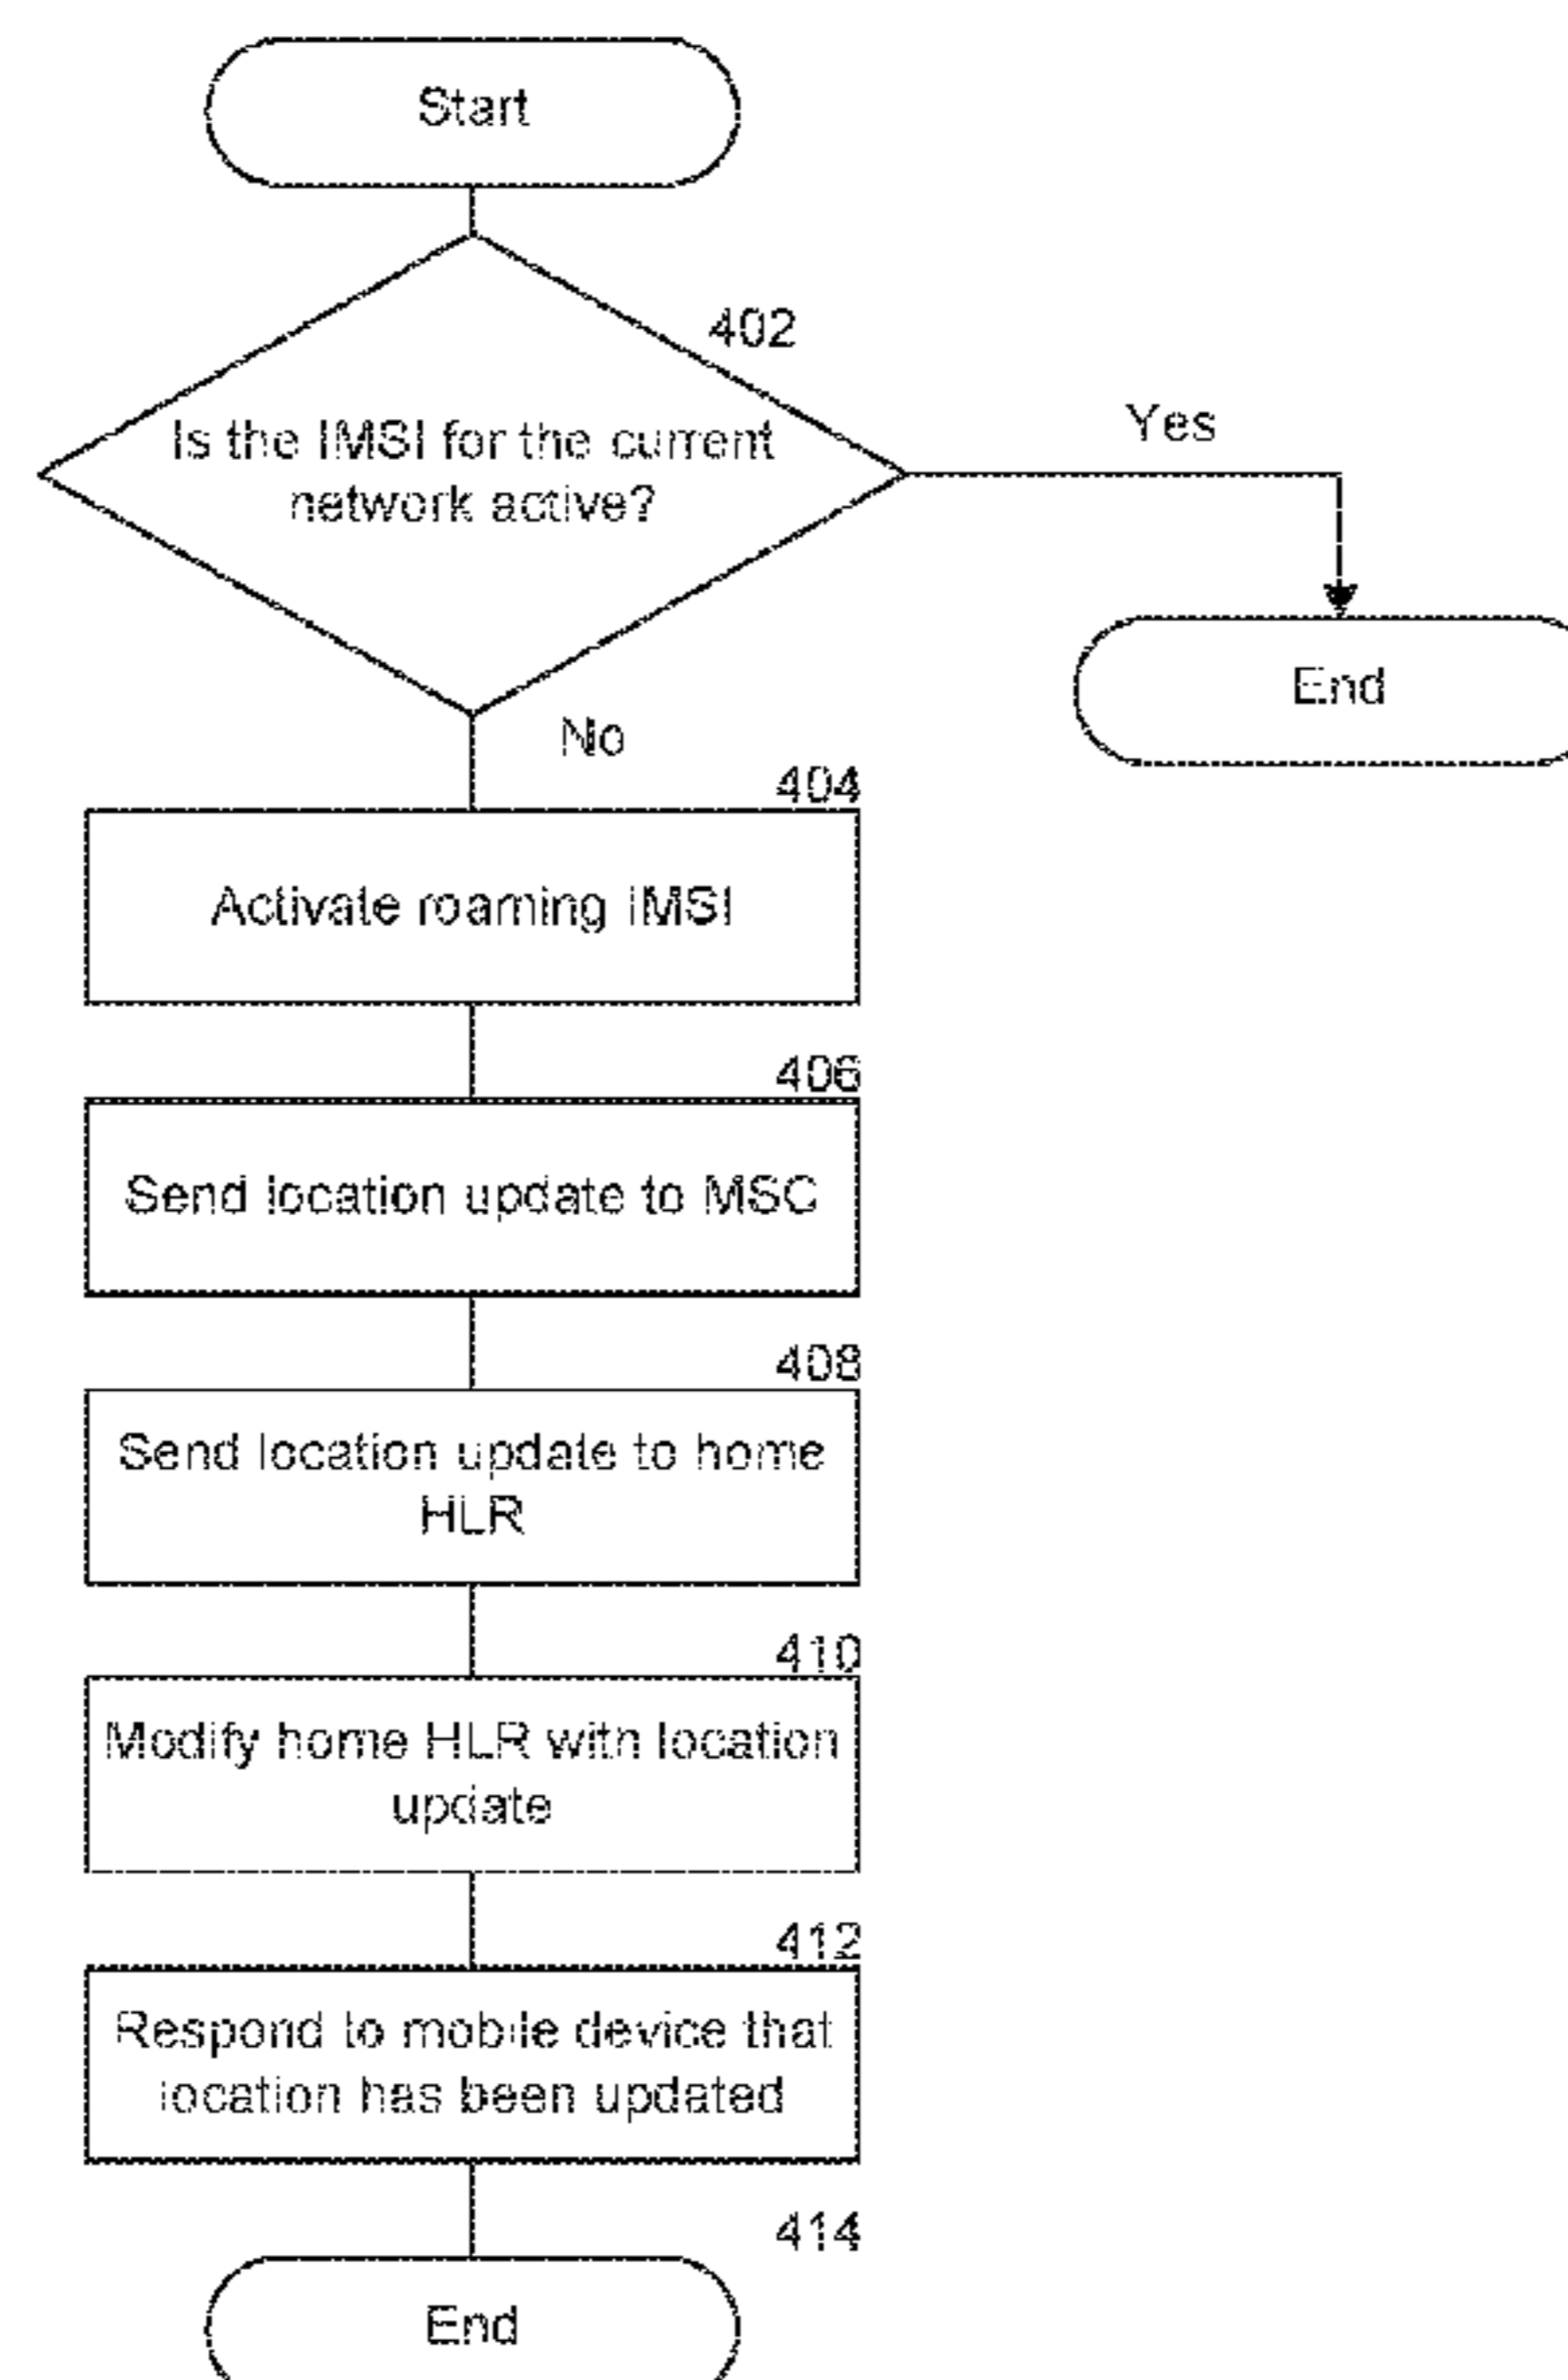 Start
402
Is the IMSI for the current
network active?
Yes
End
No
404
Activate roaming IMSI
406
Send location update to MSC
408
Send location update to home
HLR
410
Modify home HLR with location
update
412
Respond to mobile device that
location has been updated
414
End